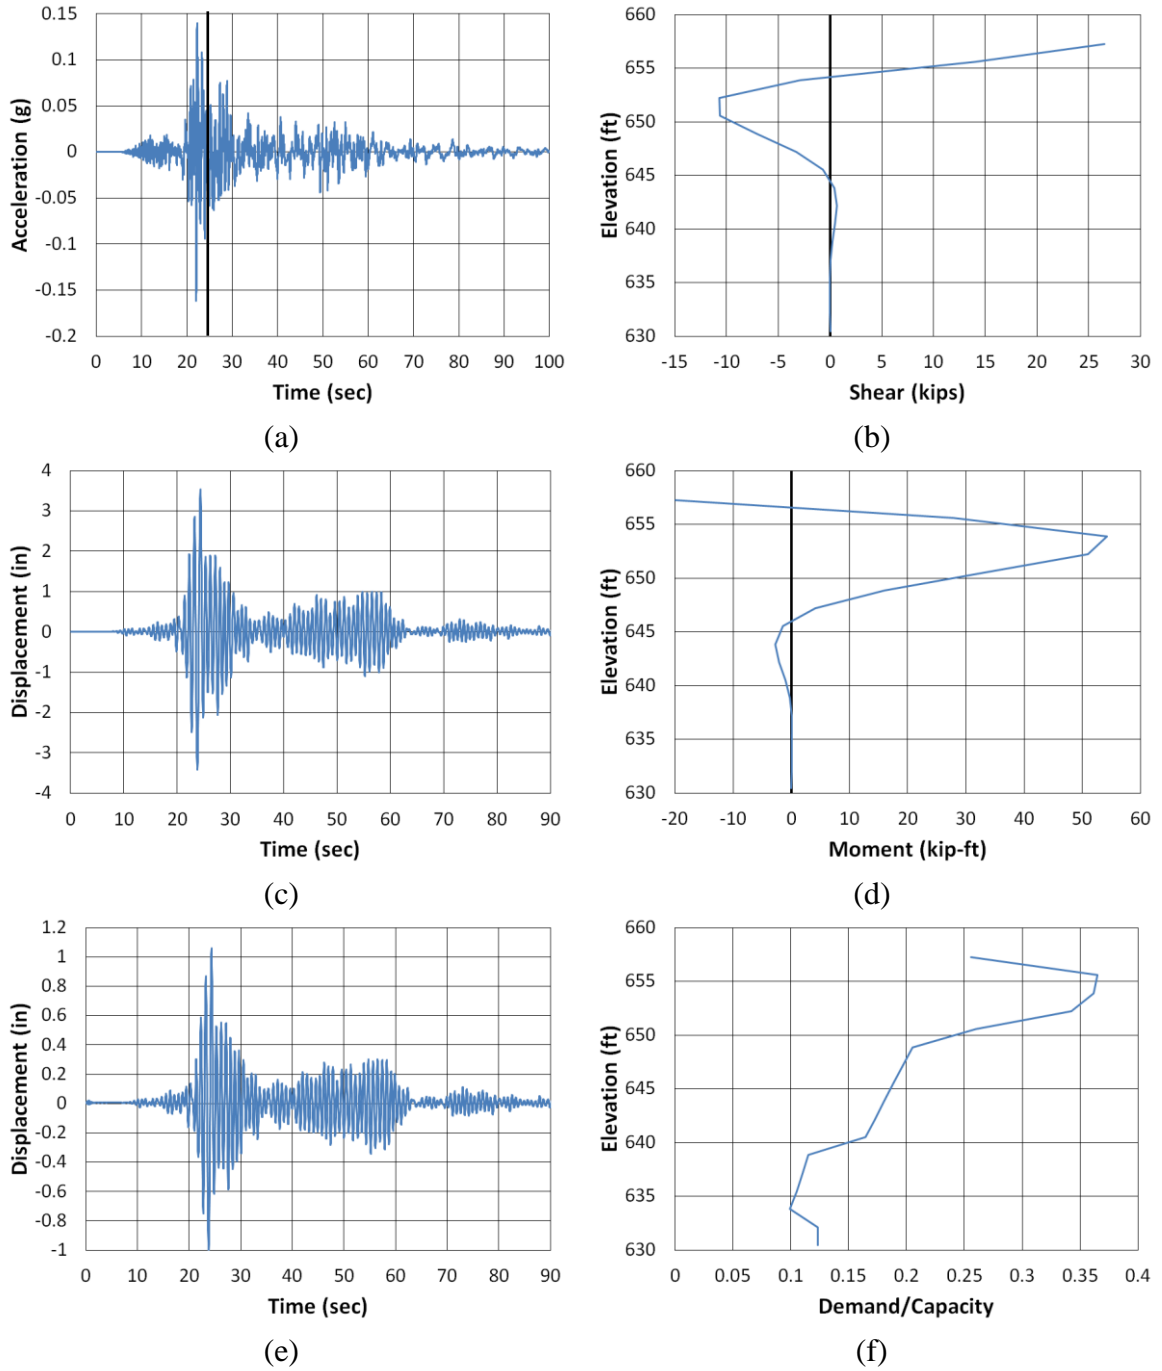 0.15
0.1
0.05
0
-0.05
-0.1
-0.15
-0.2
Acceleration (g)
0 10 20 30 40 50 60 70 80 90 100
Time (sec)
(a)
660
655
650
645
640
635
630
Elevation (ft)
-15 -10 -5 0 5 10 15 20 25 30
Shear (kips)
(b)
4
3
2
1
0
-1
-2
-3
-4
Displacement (in)
0 10 20 30 40 50 60 70 80 90
Time (sec)
(c)
660
655
650
645
640
635
630
Elevation (ft)
-20 -10 0 10 20 30 40 50 60
Moment (kip-ft)
(d)
1.2
1
0.8
0.6
0.4
0.2
0
-0.2
-0.4
-0.6
-0.8
-1
Displacement (in)
0 10 20 30 40 50 60 70 80 90
Time (sec)
(e)
660
655
650
645
640
635
630
Elevation (ft)
0 0.05 0.1 0.15 0.2 0.25 0.3 0.35 0.4
Demand/Capacity
(f)